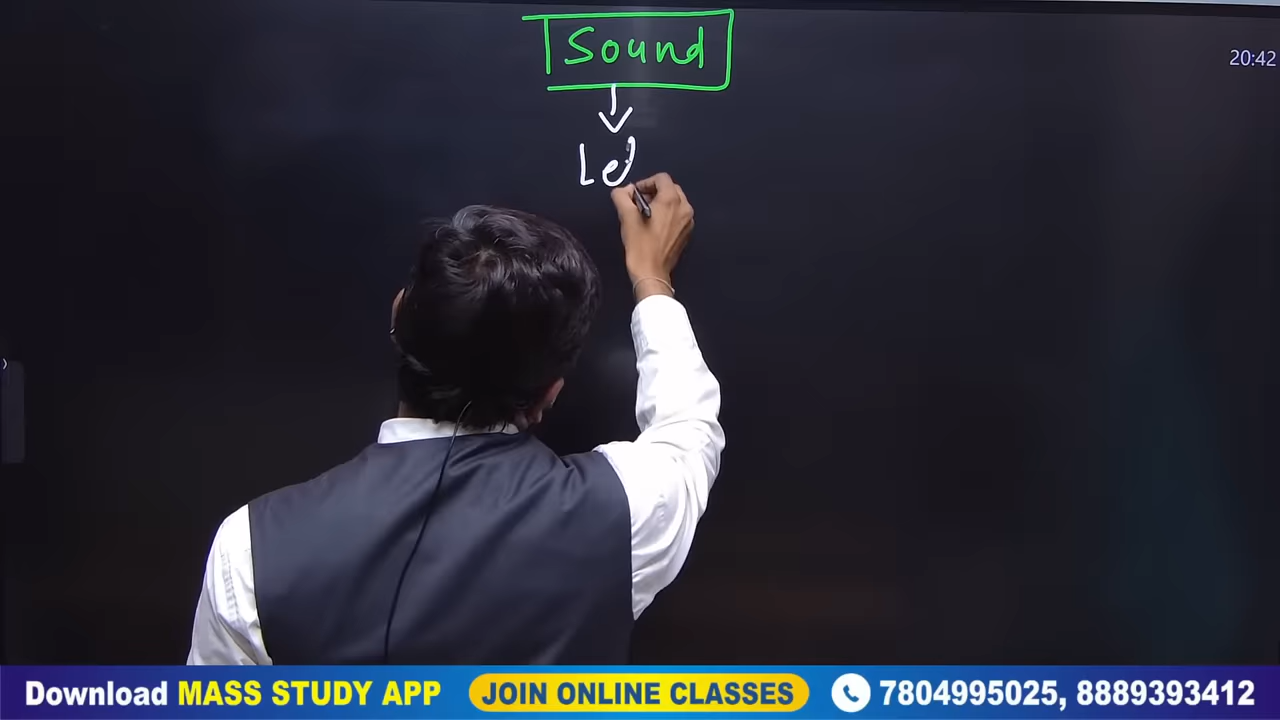 Sound
20:42
Le
Download MASS STUDY APP JOIN ONLINE CLASSES 7804995025, 8889393412